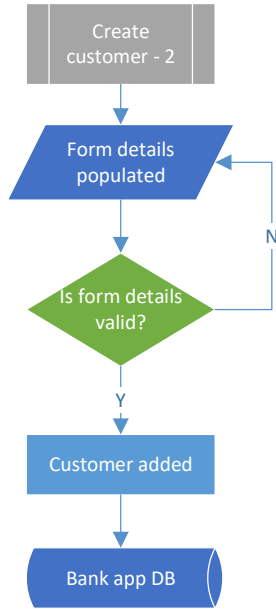 Create
customer - 2
Form details
populated
N
Is form details
valid?
Y
Customer added
Bank app DB